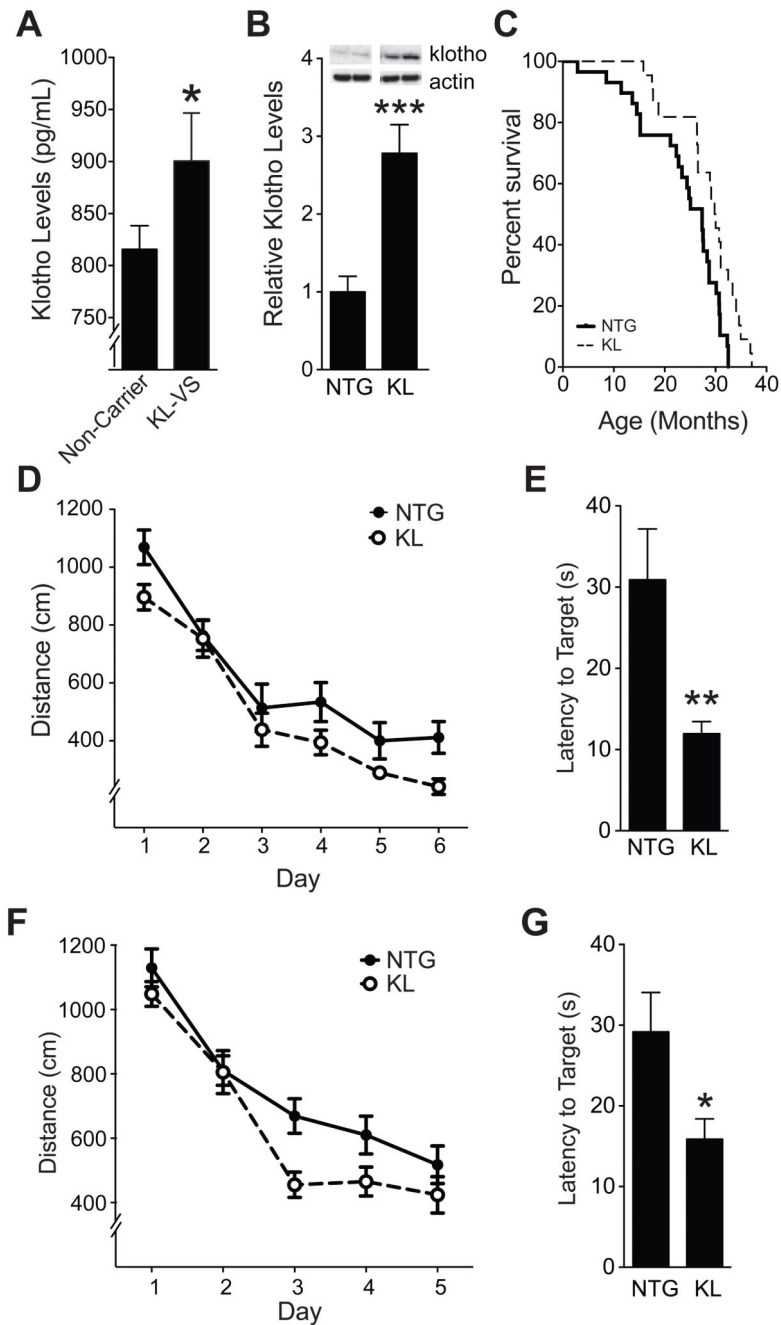 A
Klotho Levels (pg/mL)
1000
950
900
850
800
750
*
Non-Carrier
KL-VS
B
Relative Klotho Levels
4
3
2
1
0
klotho
actin
***
NTG KL
C
Percent survival
100
80
60
40
20
NTG
KL
0 10 20 30 40
Age (Months)
D
Distance (cm)
1200
1000
800
600
400
NTG
KL
1 2 3 4 5 6
Day
E
Latency to Target (s)
40
30
20
10
0
**
NTG KL
F
Distance (cm)
1200
1000
800
600
400
NTG
KL
1 2 3 4 5
Day
G
Latency to Target (s)
40
30
20
10
0
*
NTG KL